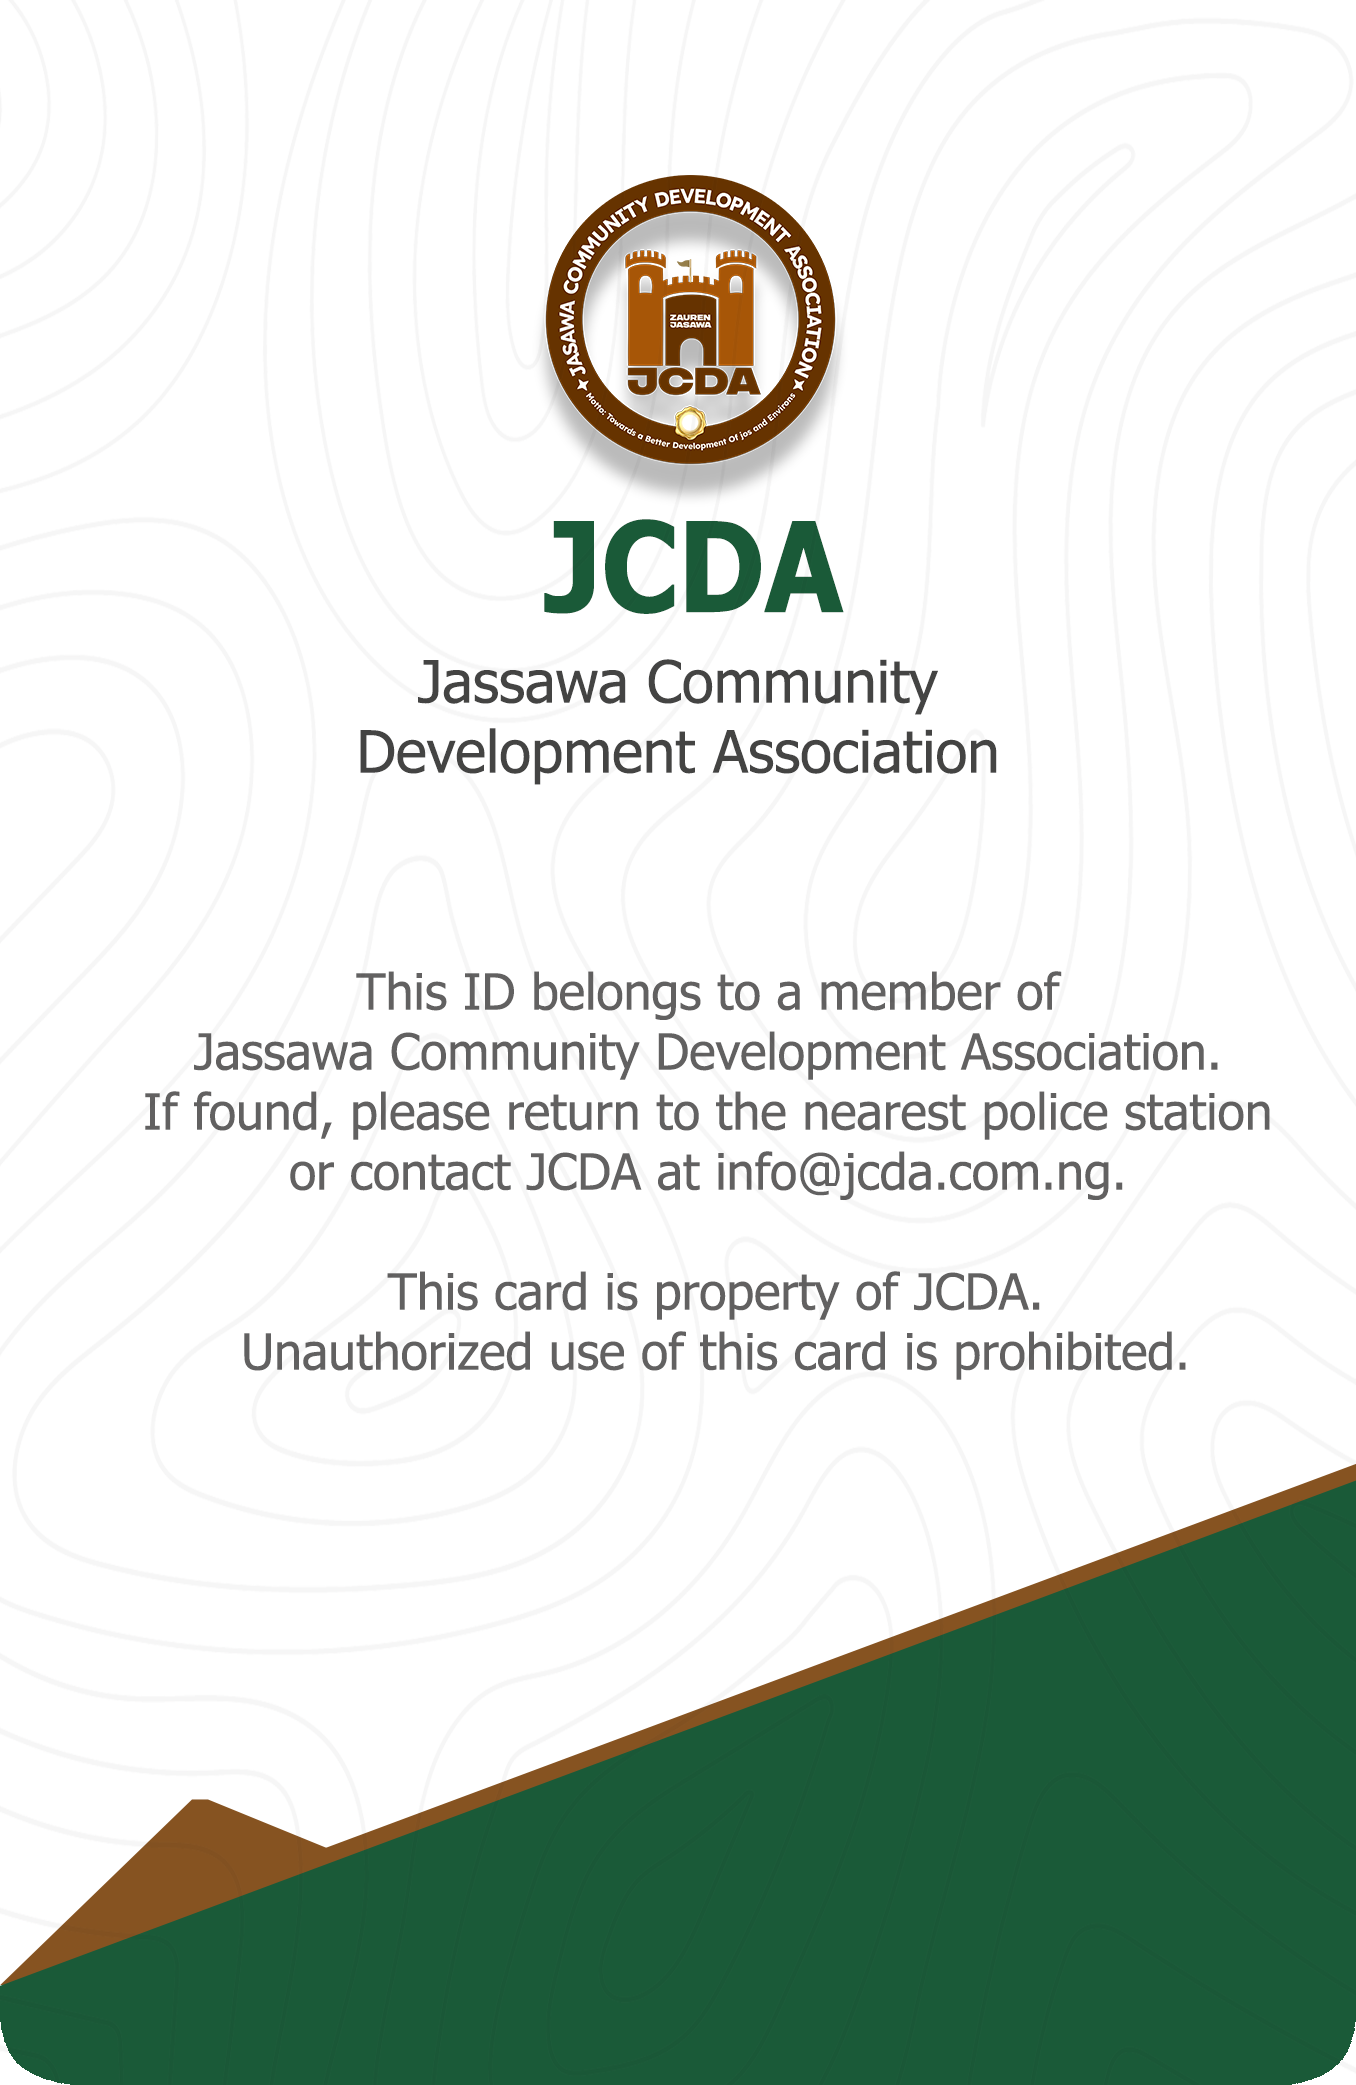 JASAWA COMMUNITY DEVELOPMENT ASSOCIATION
ZAUREN
JASAWA
JCDA
Motto: Towards a Better Development Of jos and Environs
JCDA
Jassawa Community
Development Association
This ID belongs to a member of
Jassawa Community Development Association.
If found, please return to the nearest police station
or contact JCDA at info@jcda.com.ng.
This card is property of JCDA.
Unauthorized use of this card is prohibited.